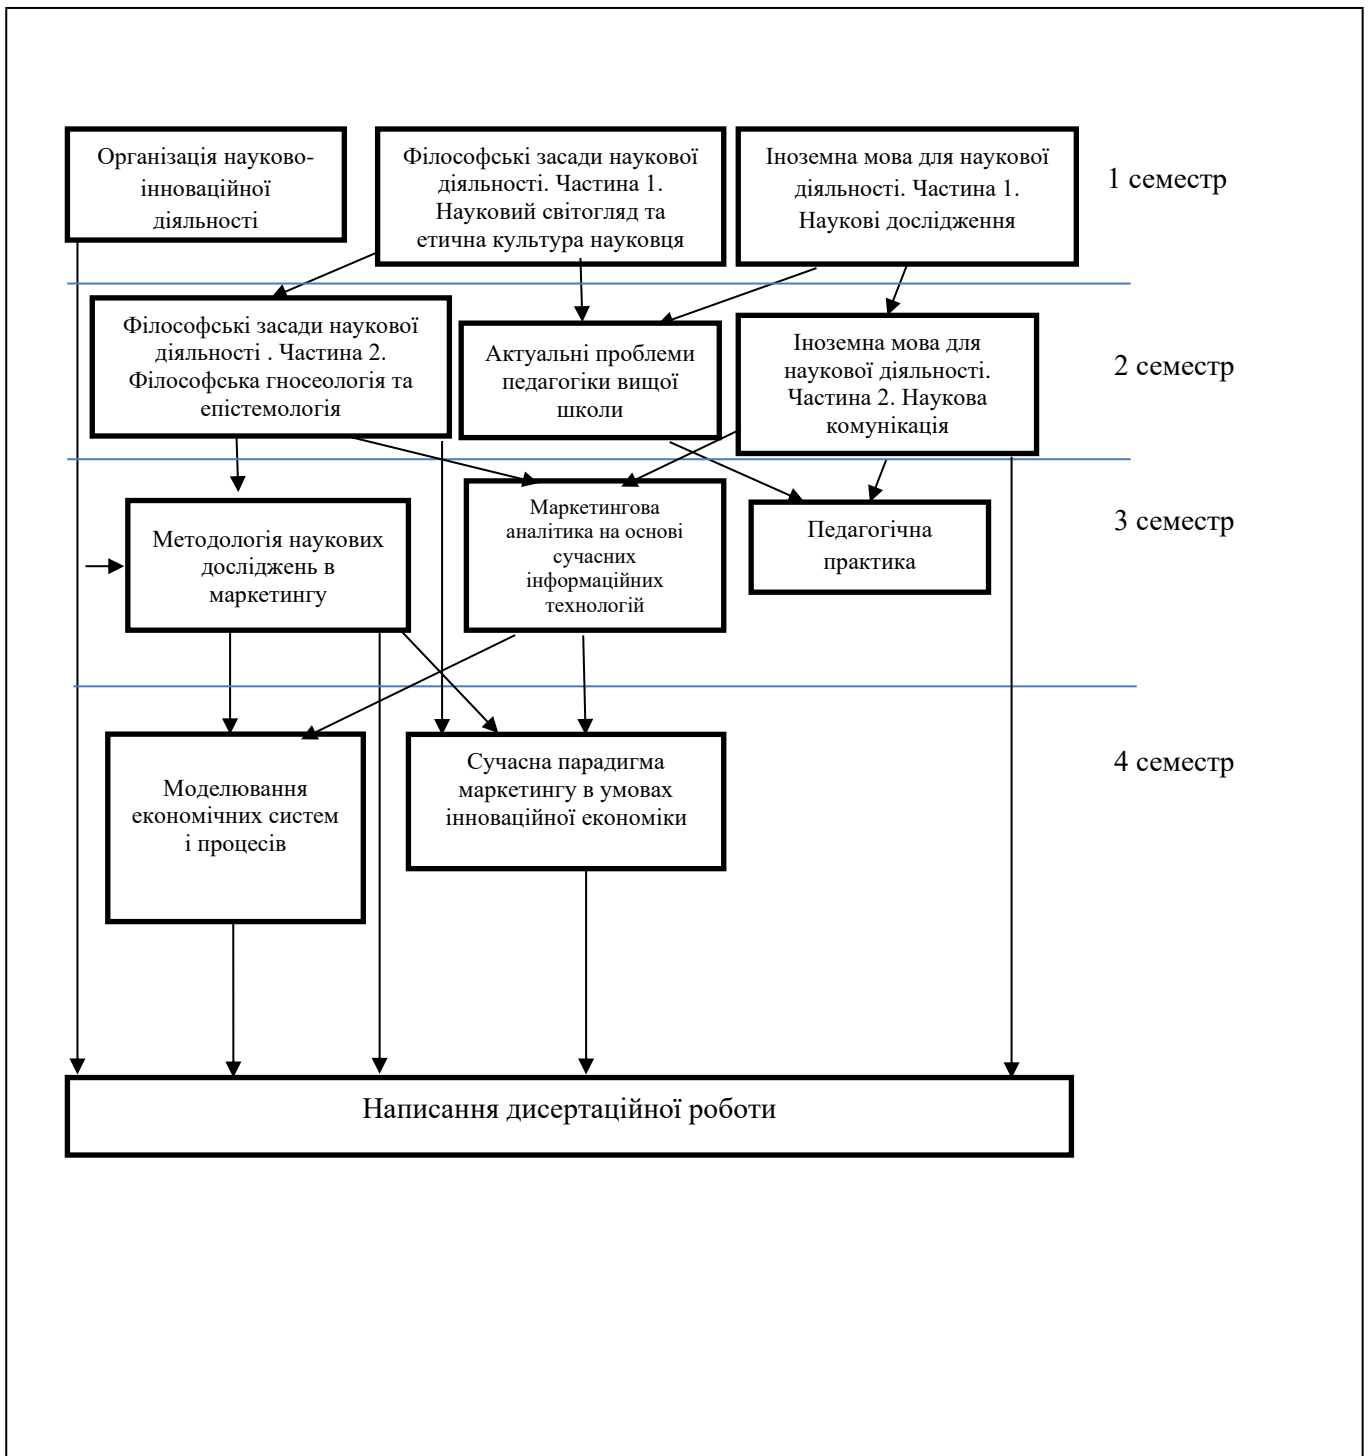 Організація науково-
інноваційної
діяльності
Філософські засади наукової
діяльності. Частина 1.
Науковий світогляд та
етична культура науковця
Іноземна мова для наукової
діяльності. Частина 1.
Наукові дослідження
1 семестр
Філософські засади наукової
діяльності . Частина 2.
Філософська гносеологія та
епістемологія
Актуальні проблеми
педагогіки вищої
школи
Іноземна мова для
наукової діяльності.
Частина 2. Наукова
комунікація
2 семестр
Методологія наукових
досліджень в
маркетингу
Маркетингова
аналітика на основі
сучасних
інформаційних
технологій
Педагогічна
практика
3 семестр
Моделювання
економічних систем
і процесів
Сучасна парадигма
маркетингу в умовах
інноваційної економіки
4 семестр
Написання дисертаційної роботи